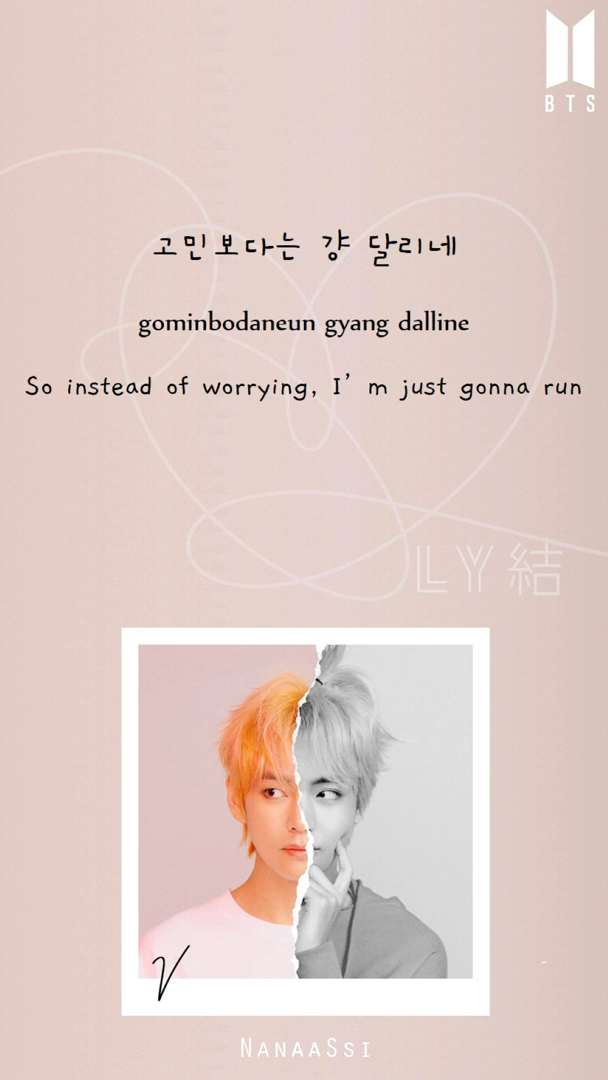 BTS
고민보다는 걍 달리네
gominbodaneun gyang dalline
So instead of worrying, I'm just gonna run
LY 結
V
NanaaSsi